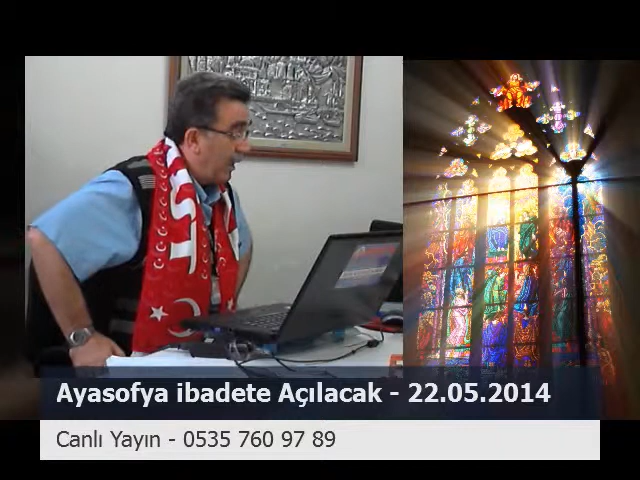 Ayasofya ibadete Açılacak - 22.05.2014
Canlı Yayın - 0535 760 97 89